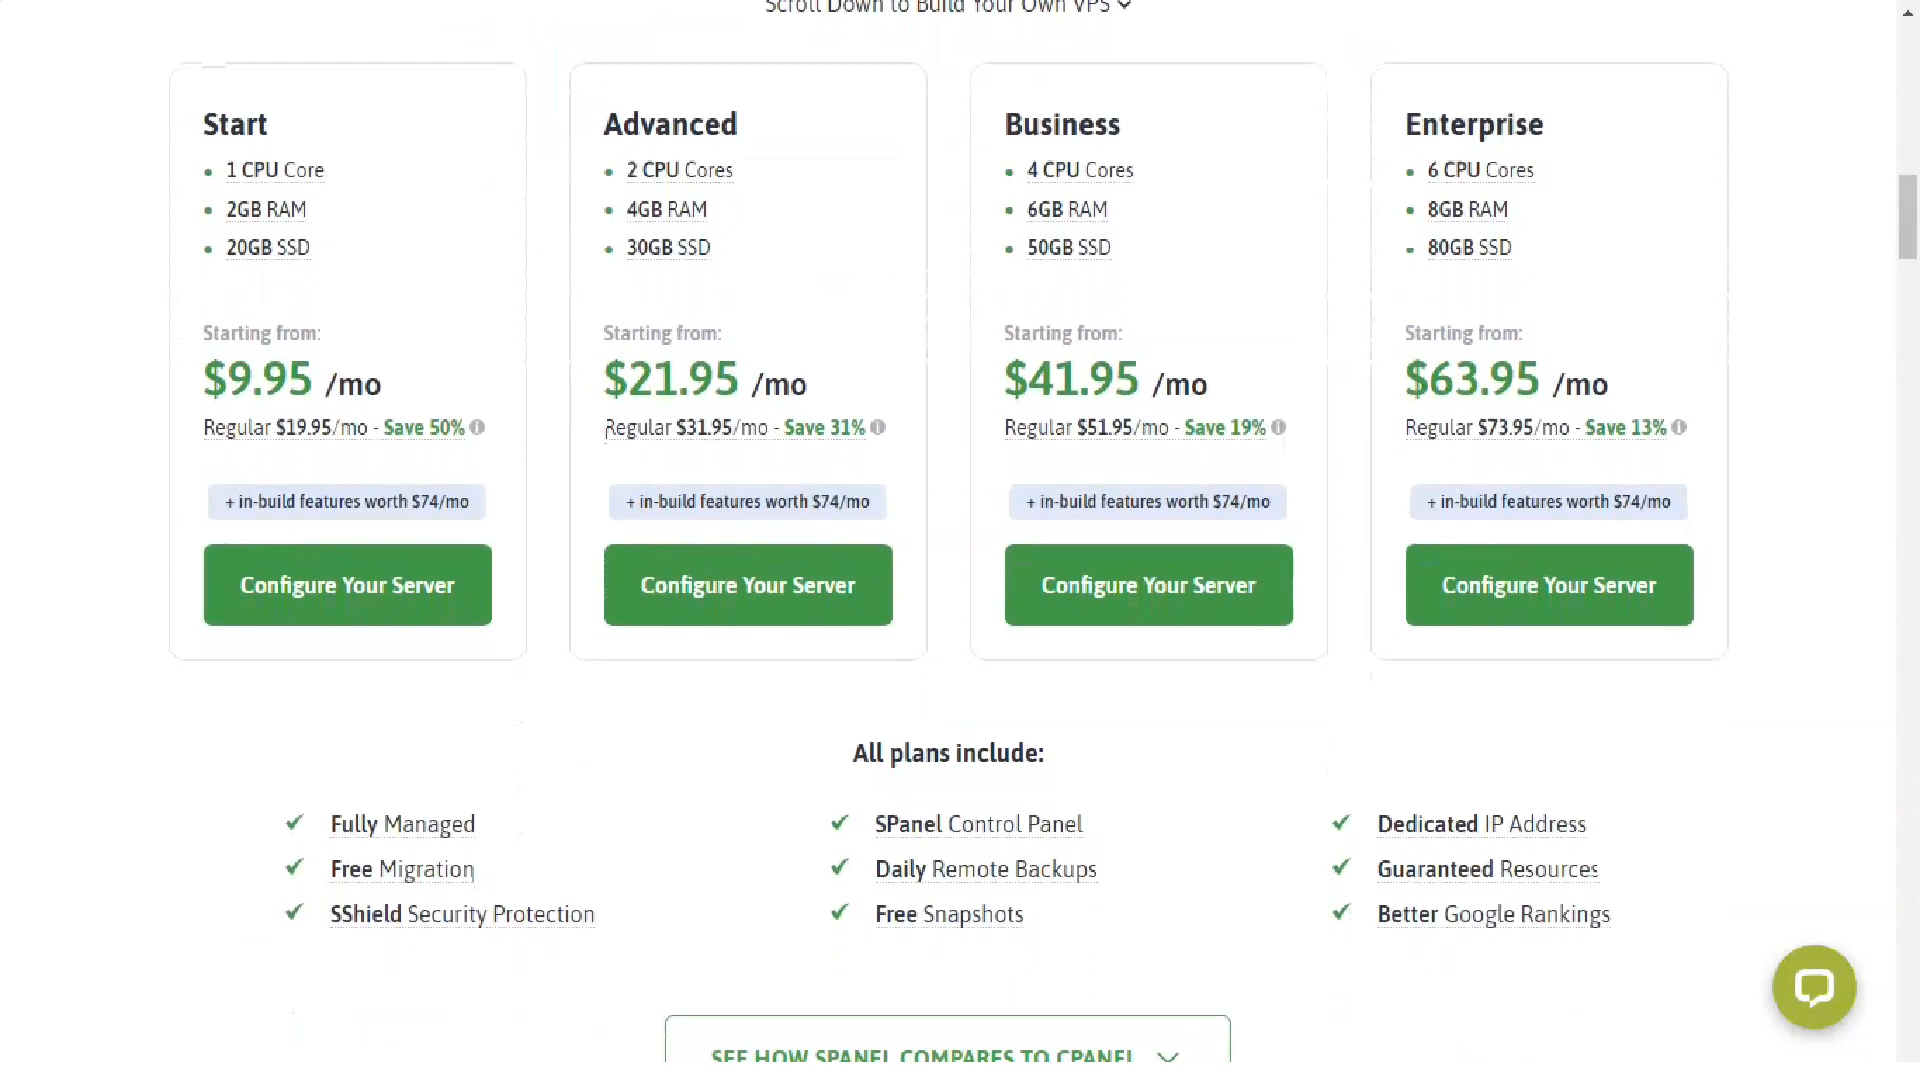 Scroll Down to Build Your Own VPS
Start
1 CPU Core
2GB RAM
20GB SSD
Starting from:
$9.95 /mo
Regular $19.95/mo - Save 50%
+ in-build features worth $74/mo
Configure Your Server
Advanced
2 CPU Cores
4GB RAM
30GB SSD
Starting from:
$21.95 /mo
Regular $31.95/mo - Save 31%
+ in-build features worth $74/mo
Configure Your Server
Business
4 CPU Cores
6GB RAM
50GB SSD
Starting from:
$41.95 /mo
Regular $51.95/mo - Save 19%
+ in-build features worth $74/mo
Configure Your Server
Enterprise
6 CPU Cores
8GB RAM
80GB SSD
Starting from:
$63.95 /mo
Regular $73.95/mo - Save 13%
+ in-build features worth $74/mo
Configure Your Server
All plans include:
Fully Managed
Free Migration
SShield Security Protection
SPanel Control Panel
Daily Remote Backups
Free Snapshots
Dedicated IP Address
Guaranteed Resources
Better Google Rankings
SEE HOW SPANEL COMPARES TO CPANEL